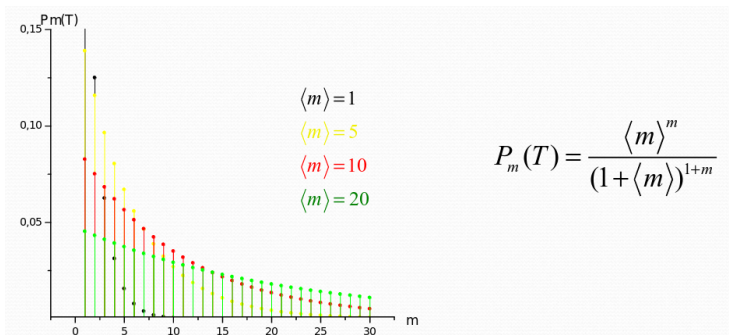 Pm(T)
0,15
0,10
0,05
0 5 10 15 20 25 30 m
⟨m⟩=1
⟨m⟩=5
⟨m⟩=10
⟨m⟩=20
P_m(T) = ⟨m⟩^m / (1+⟨m⟩)^{1+m}